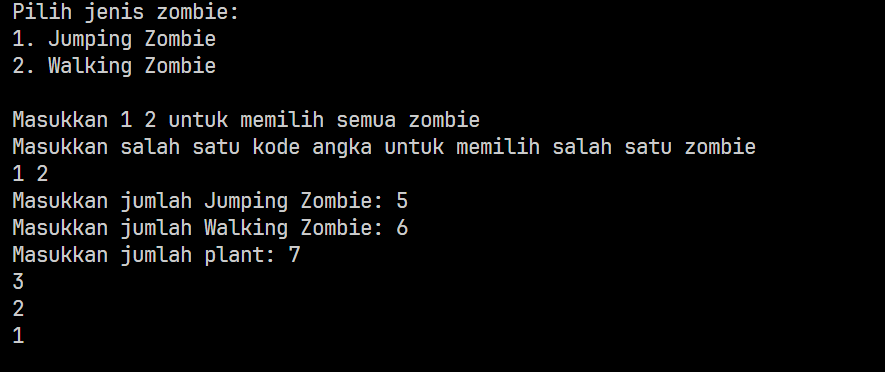 Pilih jenis zombie:
1. Jumping Zombie
2. Walking Zombie
Masukkan 1 2 untuk memilih semua zombie
Masukkan salah satu kode angka untuk memilih salah satu zombie
1 2
Masukkan jumlah Jumping Zombie: 5
Masukkan jumlah Walking Zombie: 6
Masukkan jumlah plant: 7
3
2
1